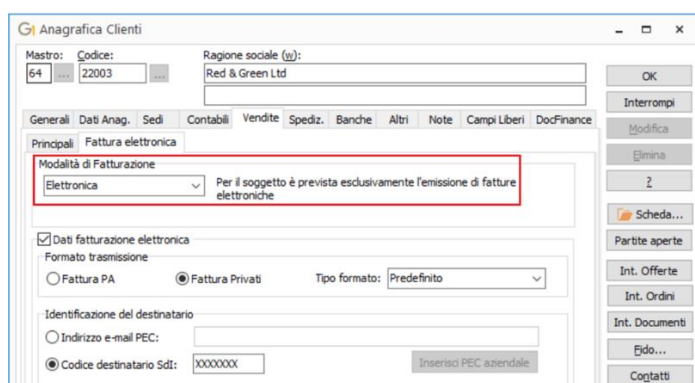 Anagrafica Clienti
Mastro: Codice: Ragione sociale (w):
64 ... 22003 ... Red & Green Ltd
OK
Interrompi
Generali Dati Anag. Sedi Contabili Vendite Spediz. Banche Altri Note Campi Liberi DocFinance
Modifica
Principali Fattura elettronica
Elimina
Modalità di Fatturazione
Elettronica Per il soggetto è prevista esclusivamente l'emissione di fatture
elettroniche
?
Scheda...
Dati fatturazione elettronica
Partite aperte
Formato trasmissione
Fattura PA Fattura Privati Tipo formato: Predefinito
Int. Offerte
Int. Ordini
Identificazione del destinatario
Int. Documenti
Indirizzo e-mail PEC:
Fido...
Codice destinatario SdI: XXXXXXX Inserisci PEC aziendale
Contatti